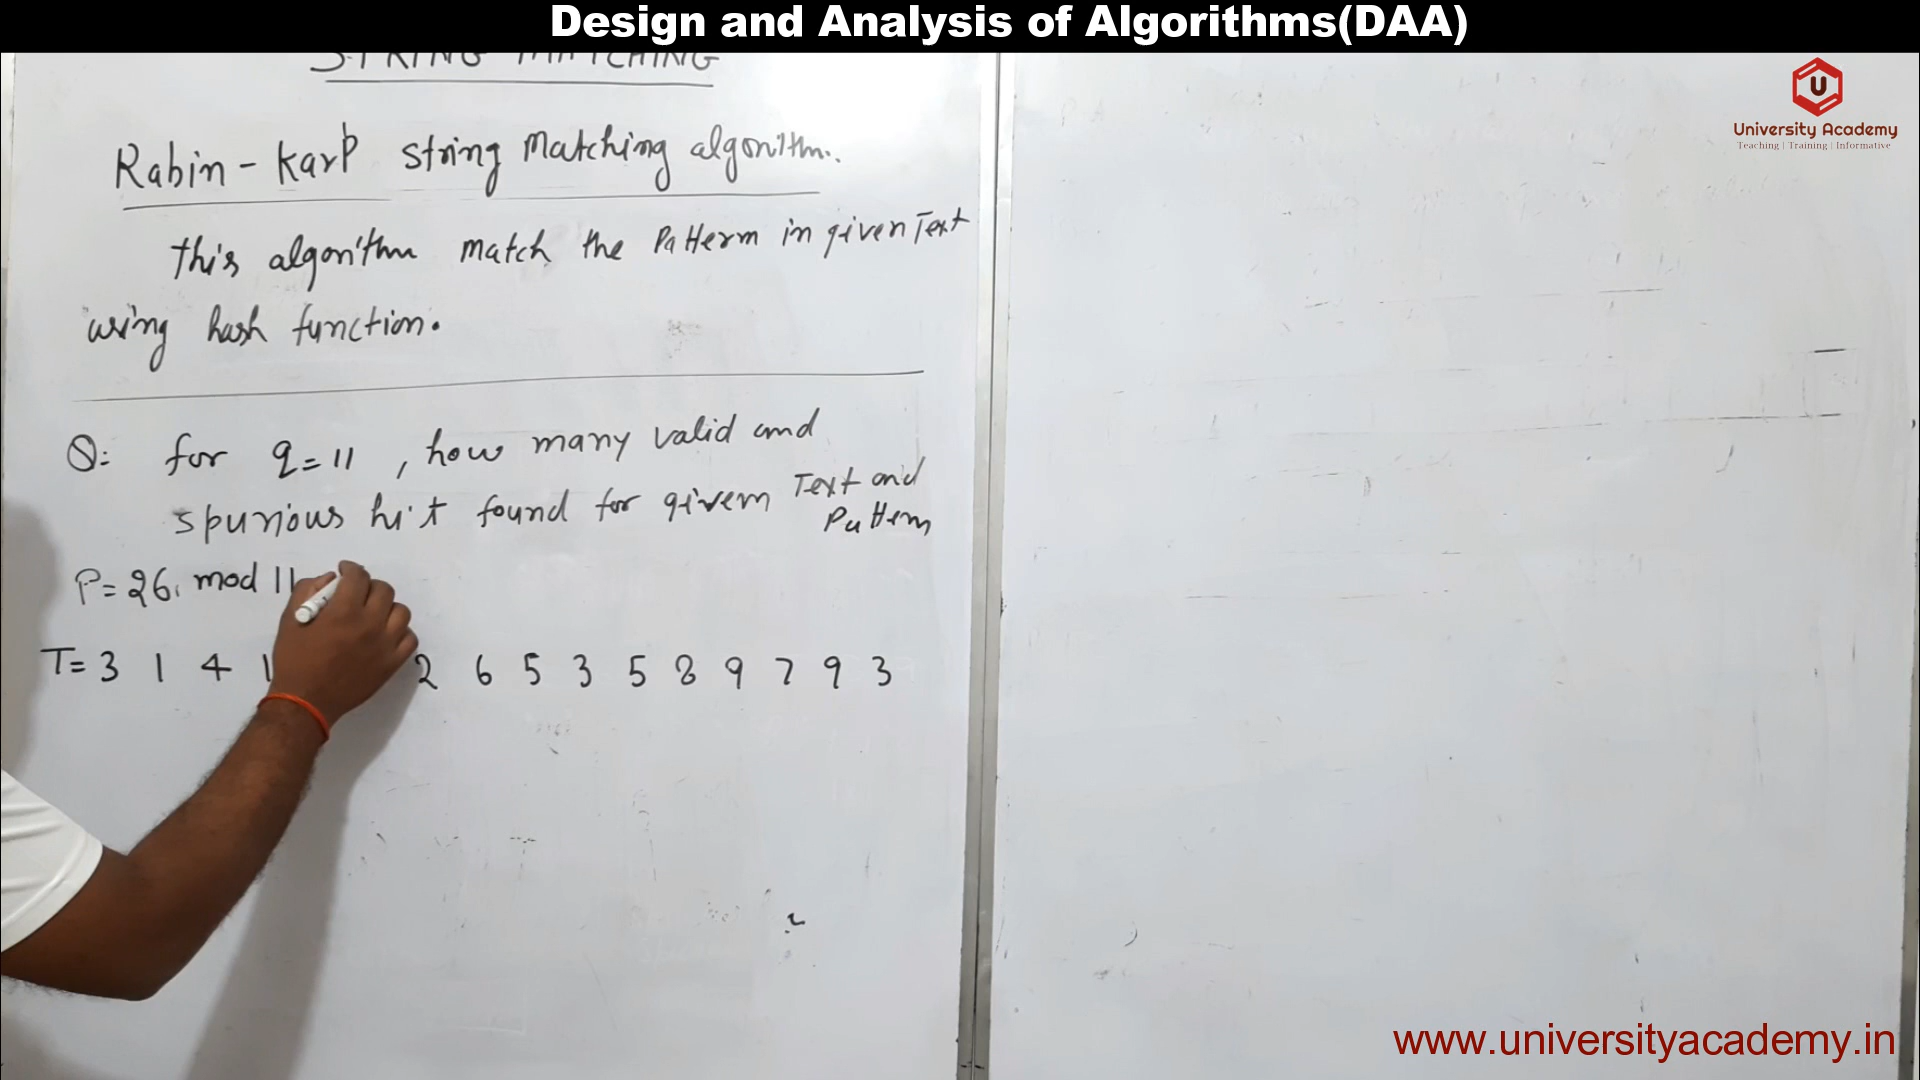 Design and Analysis of Algorithms(DAA)
STRING MATCHING
U
University Academy
Teaching | Training | Informative
Rabin - Karp string Matching algorithm.
This algorithm match the Pattern in given Text
using hash function.
Q: for q = 11 , how many valid and
spurious hit found for given Text and
Pattern
P = 26, mod 11
T = 3 1 4 1 2 6 5 3 5 8 9 7 9 3
www.universityacademy.in